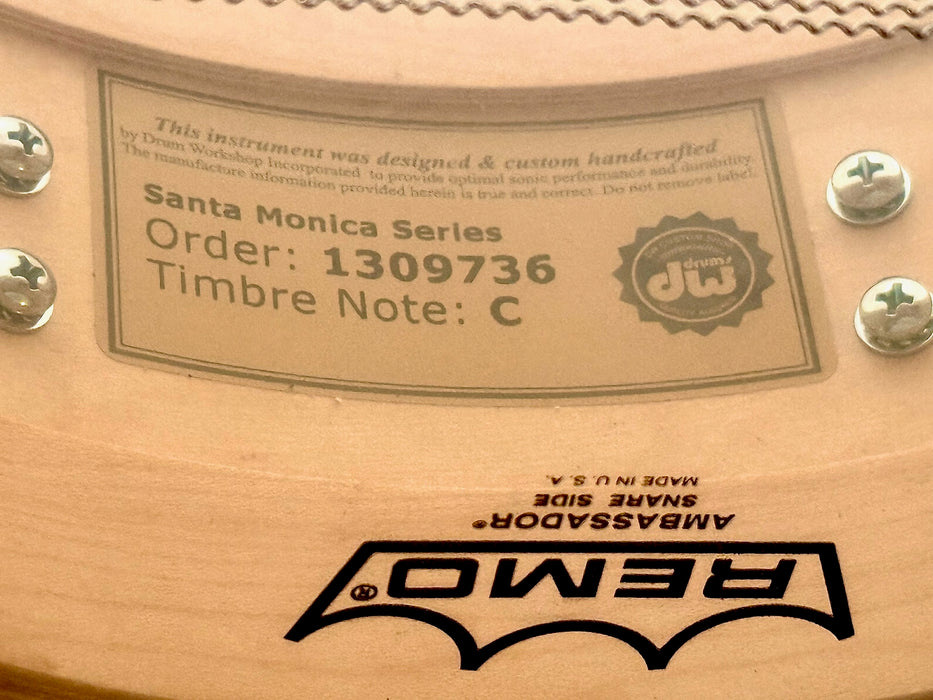 This instrument was designed & custom handcrafted
by Drum Workshop Incorporated to provide optimal sonic performance and durability.
The manufacture information provided herein is true and correct. Do not remove label.
Santa Monica Series
Order: 1309736
Timbre Note: C
drums
dw
REMO®
AMBASSADOR®
SNARE SIDE
MADE IN U.S.A.